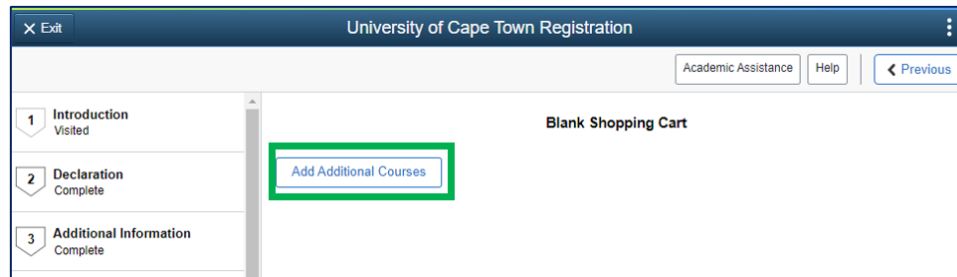 Exit
University of Cape Town Registration
Academic Assistance
Help
Previous
1
Introduction
Visited
Blank Shopping Cart
Add Additional Courses
2
Declaration
Complete
3
Additional Information
Complete